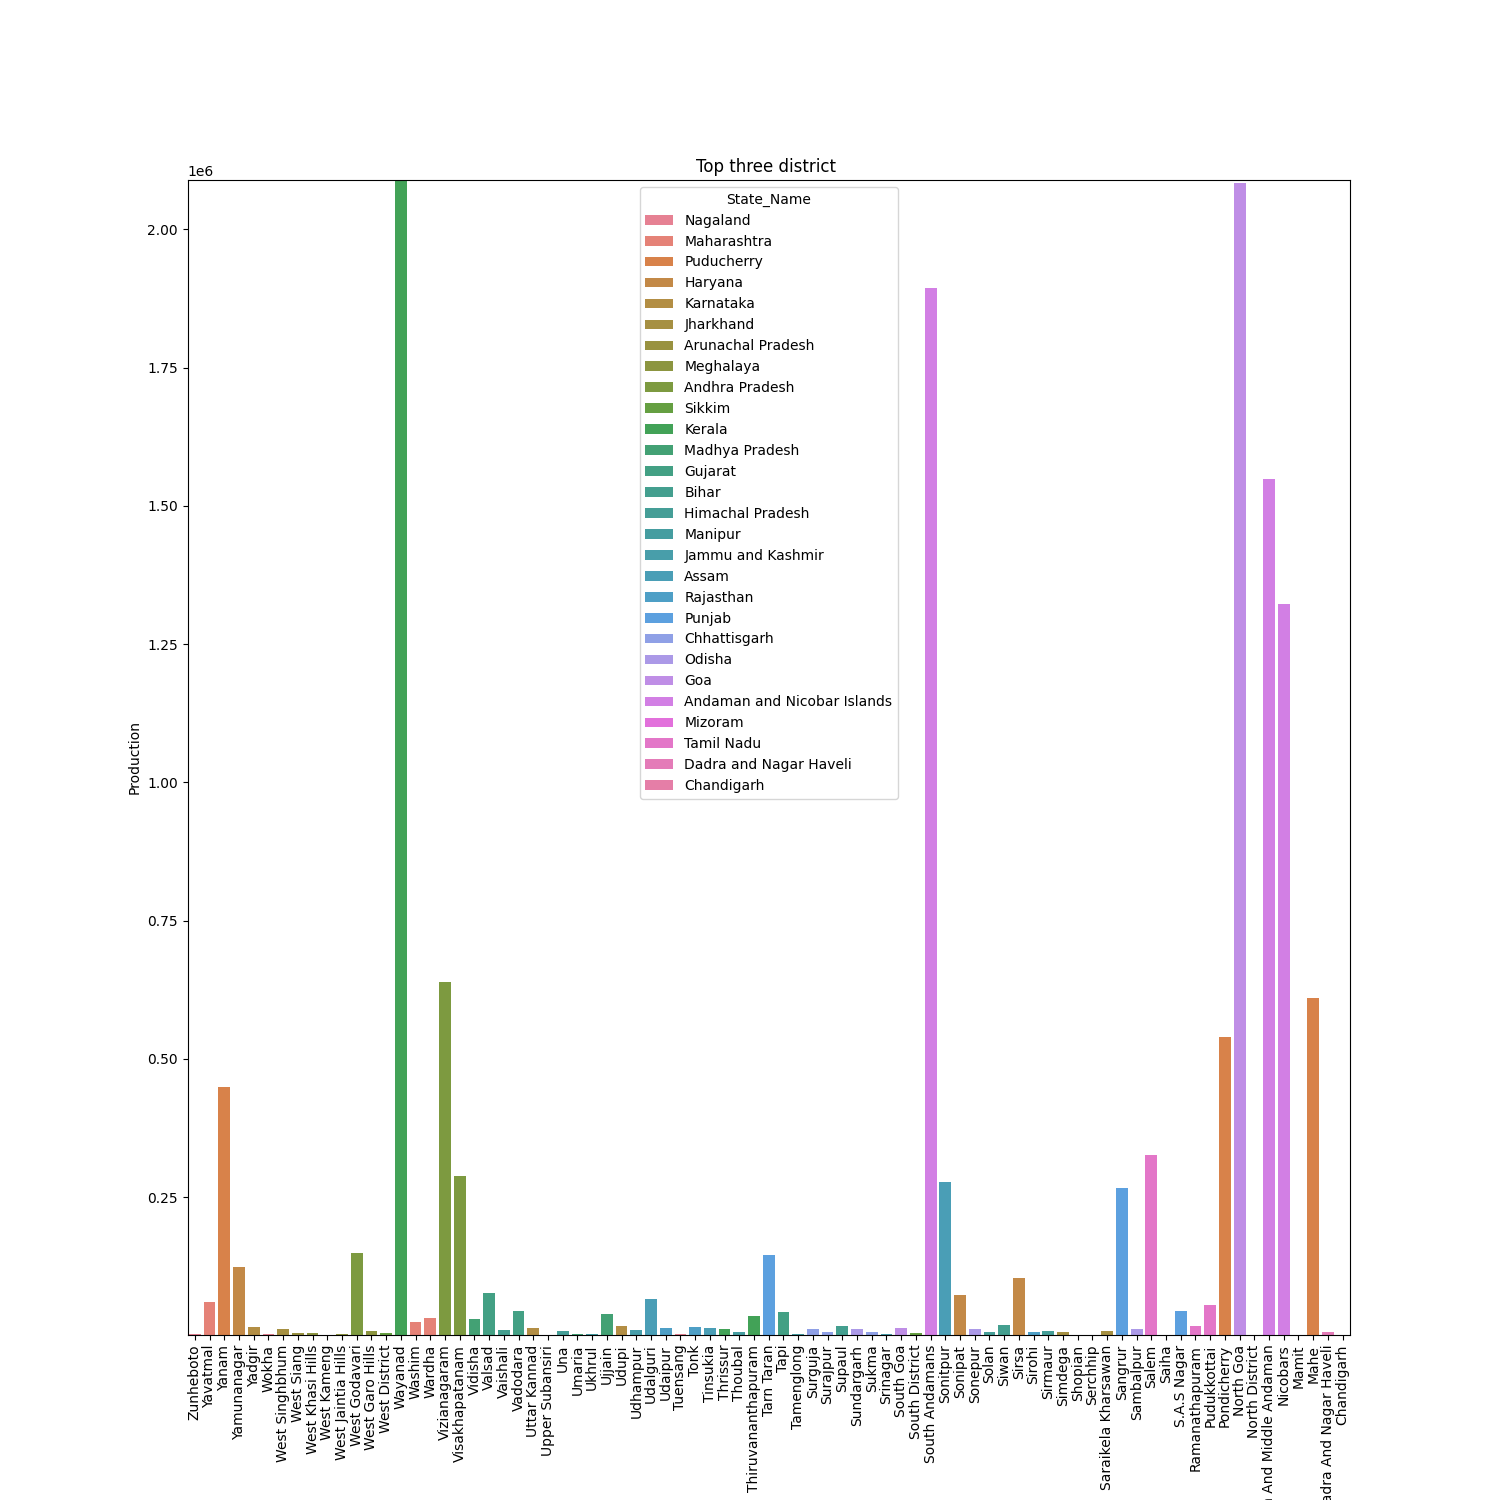 Top three district
1e6
2.00
1.75
1.50
1.25
1.00
0.75
0.50
0.25
Production
State_Name
Nagaland
Maharashtra
Puducherry
Haryana
Karnataka
Jharkhand
Arunachal Pradesh
Meghalaya
Andhra Pradesh
Sikkim
Kerala
Madhya Pradesh
Gujarat
Bihar
Himachal Pradesh
Manipur
Jammu and Kashmir
Assam
Rajasthan
Punjab
Chhattisgarh
Odisha
Goa
Andaman and Nicobar Islands
Mizoram
Tamil Nadu
Dadra and Nagar Haveli
Chandigarh
Zunheboto
Yavatmal
Yanam
Yamunanagar
Yadgir
Wokha
West Singhbhum
West Siang
West Khasi Hills
West Kameng
West Jaintia Hills
West Godavari
West Garo Hills
West District
Wayanad
Washim
Wardha
Vizianagaram
Visakhapatanam
Vidisha
Valsad
Vaishali
Vadodara
Uttar Kannad
Upper Subansiri
Una
Umaria
Ukhrul
Ujjain
Udupi
Udhampur
Udalguri
Udaipur
Tuensang
Tonk
Tinsukia
Thrissur
Thoubal
Thiruvananthapuram
Tarn Taran
Tapi
Tamenglong
Surguja
Surajpur
Supaul
Sundargarh
Sukma
Srinagar
South Goa
South District
South Andamans
Sonitpur
Sonipat
Sonepur
Solan
Siwan
Sirsa
Sirohi
Sirmaur
Simdega
Shopian
Serchhip
Saraikela Kharsawan
Sangrur
Sambalpur
Salem
Saiha
S.A.S Nagar
Ramanathapuram
Pudukkottai
Pondicherry
North Goa
North District
And Middle Andaman
Nicobars
Mamit
Mahe
adra And Nagar Haveli
Chandigarh